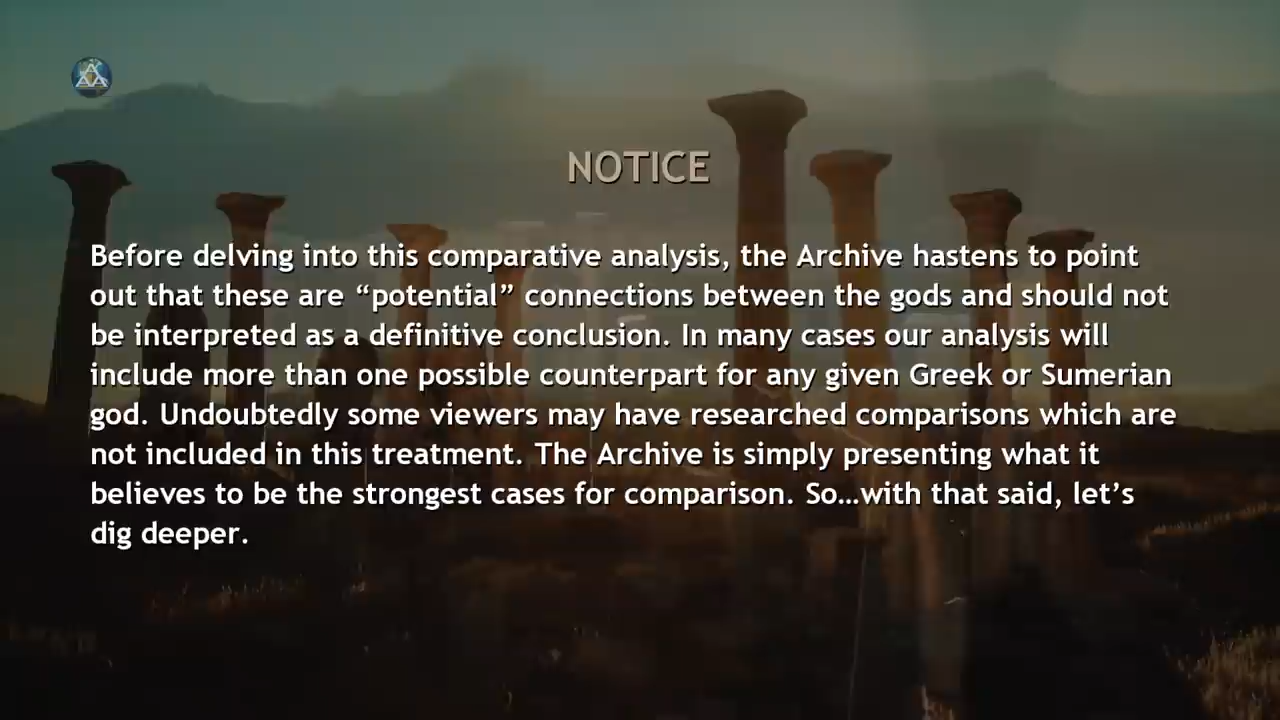 NOTICE
Before delving into this comparative analysis, the Archive hastens to point
out that these are “potential” connections between the gods and should not
be interpreted as a definitive conclusion. In many cases our analysis will
include more than one possible counterpart for any given Greek or Sumerian
god. Undoubtedly some viewers may have researched comparisons which are
not included in this treatment. The Archive is simply presenting what it
believes to be the strongest cases for comparison. So…with that said, let’s
dig deeper.